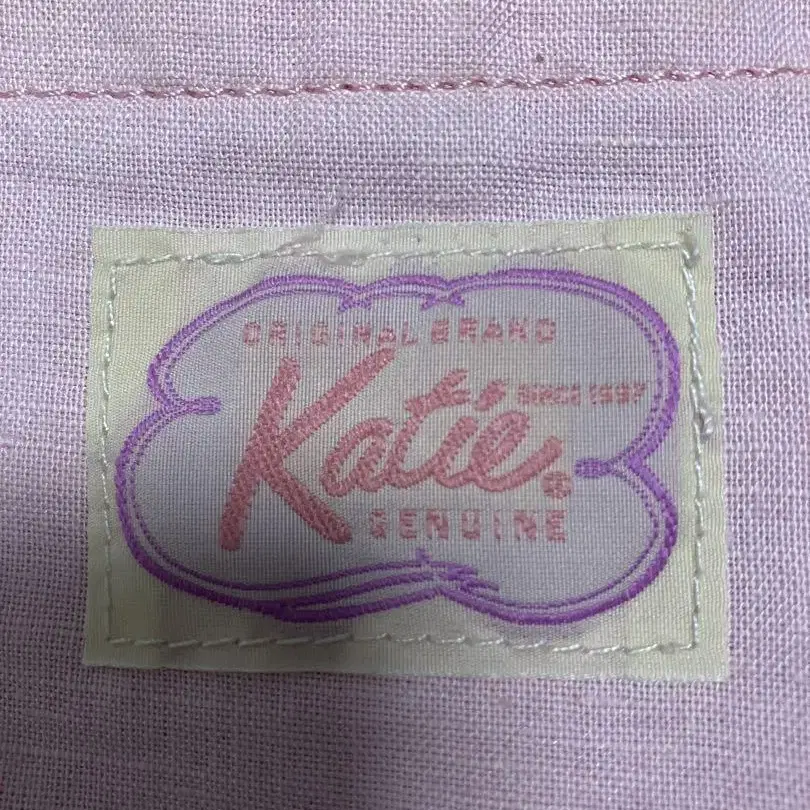 ORIGINAL BRAND
Katie®
SINCE 1997
GENUINE